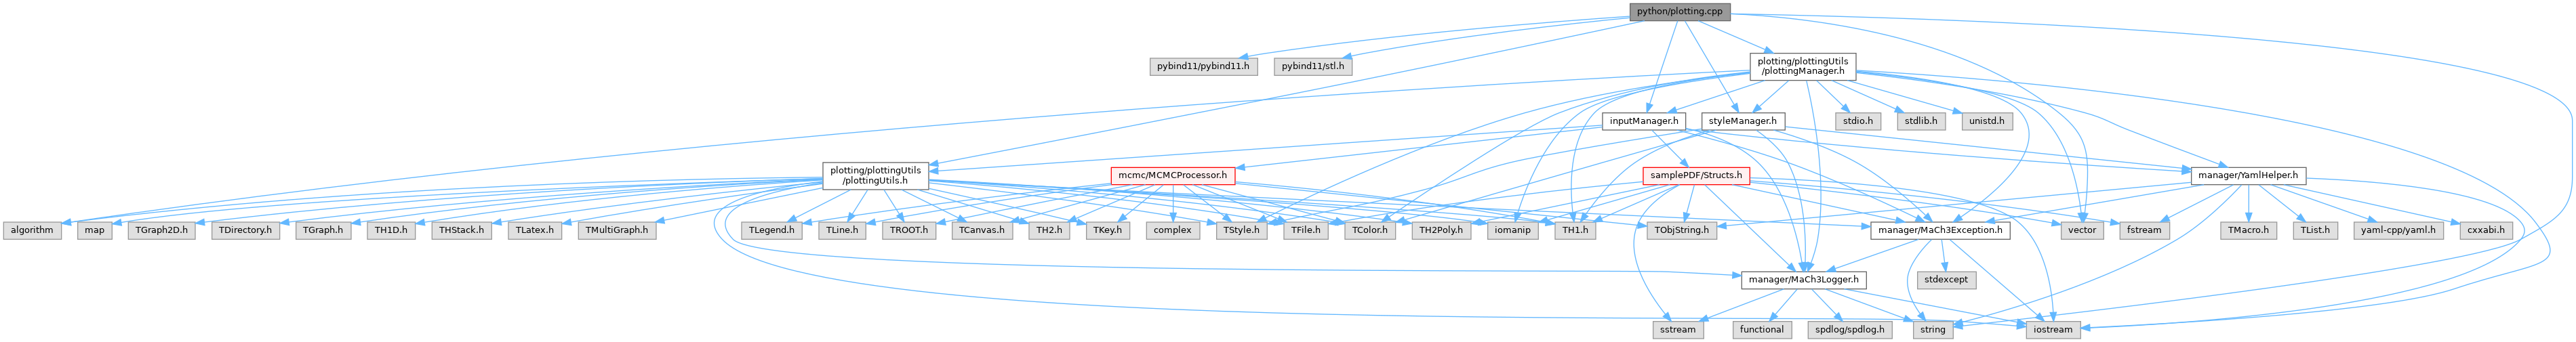 python/plotting.cpp
pybind11/pybind11.h
pybind11/stl.h
plotting/plottingUtils
/plottingManager.h
inputManager.h
styleManager.h
stdio.h
stdlib.h
unistd.h
plotting/plottingUtils
/plottingUtils.h
mcmc/MCMCProcessor.h
samplePDF/Structs.h
manager/YamlHelper.h
algorithm
map
TGraph2D.h
TDirectory.h
TGraph.h
TH1D.h
THStack.h
TLatex.h
TMultiGraph.h
TLegend.h
TLine.h
TROOT.h
TCanvas.h
TH2.h
TKey.h
complex
TStyle.h
TFile.h
TColor.h
TH2Poly.h
iomanip
TH1.h
TObjString.h
manager/MaCh3Exception.h
vector
fstream
TMacro.h
TList.h
yaml-cpp/yaml.h
cxxabi.h
manager/MaCh3Logger.h
stdexcept
sstream
functional
spdlog/spdlog.h
string
iostream